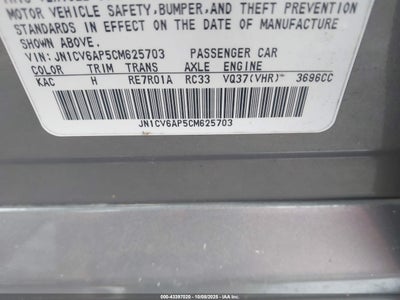 MOTOR VEHICLE SAFETY, BUMPER, AND THEFT PREVENTION
STANDARDS IN EFFECT ON THE DATE OF MANUFACTURE
SHOWN ABOVE.
VIN: JN1CV6AP5CM625703 PASSENGER CAR
COLOR TRIM TRANS AXLE ENGINE
KAC H RE7R01A RC33 VQ37(VHR)™ 3696CC
JN1CV6AP5CM625703
000-43397020 - 10/09/2025 - IAA Inc.